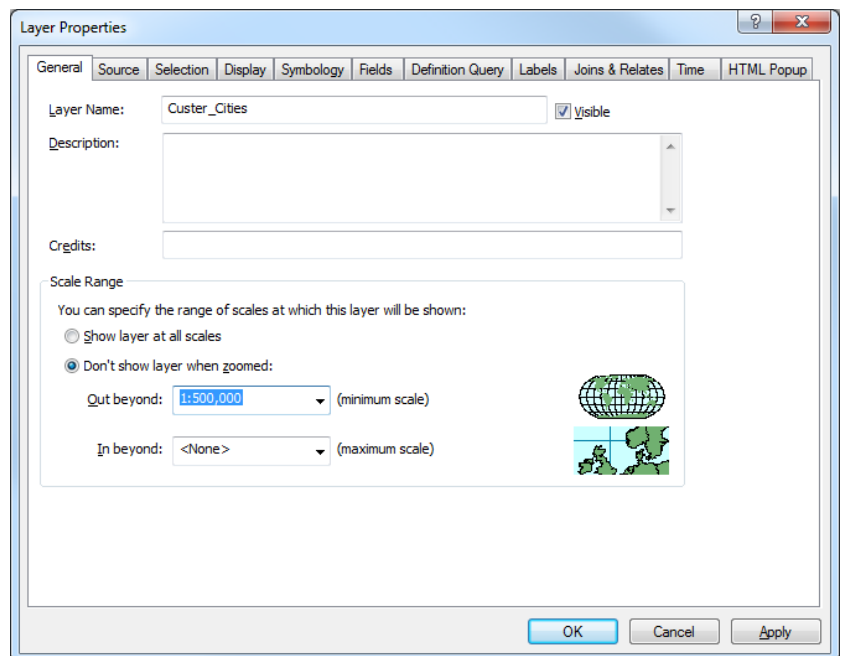 Layer Properties
?
General Source Selection Display Symbology Fields Definition Query Labels Joins & Relates Time HTML Popup
Layer Name: Custer_Cities Visible
Description:
Credits:
Scale Range
You can specify the range of scales at which this layer will be shown:
Show layer at all scales
Don't show layer when zoomed:
Out beyond: 1:500,000 (minimum scale)
In beyond: <None> (maximum scale)
OK Cancel Apply